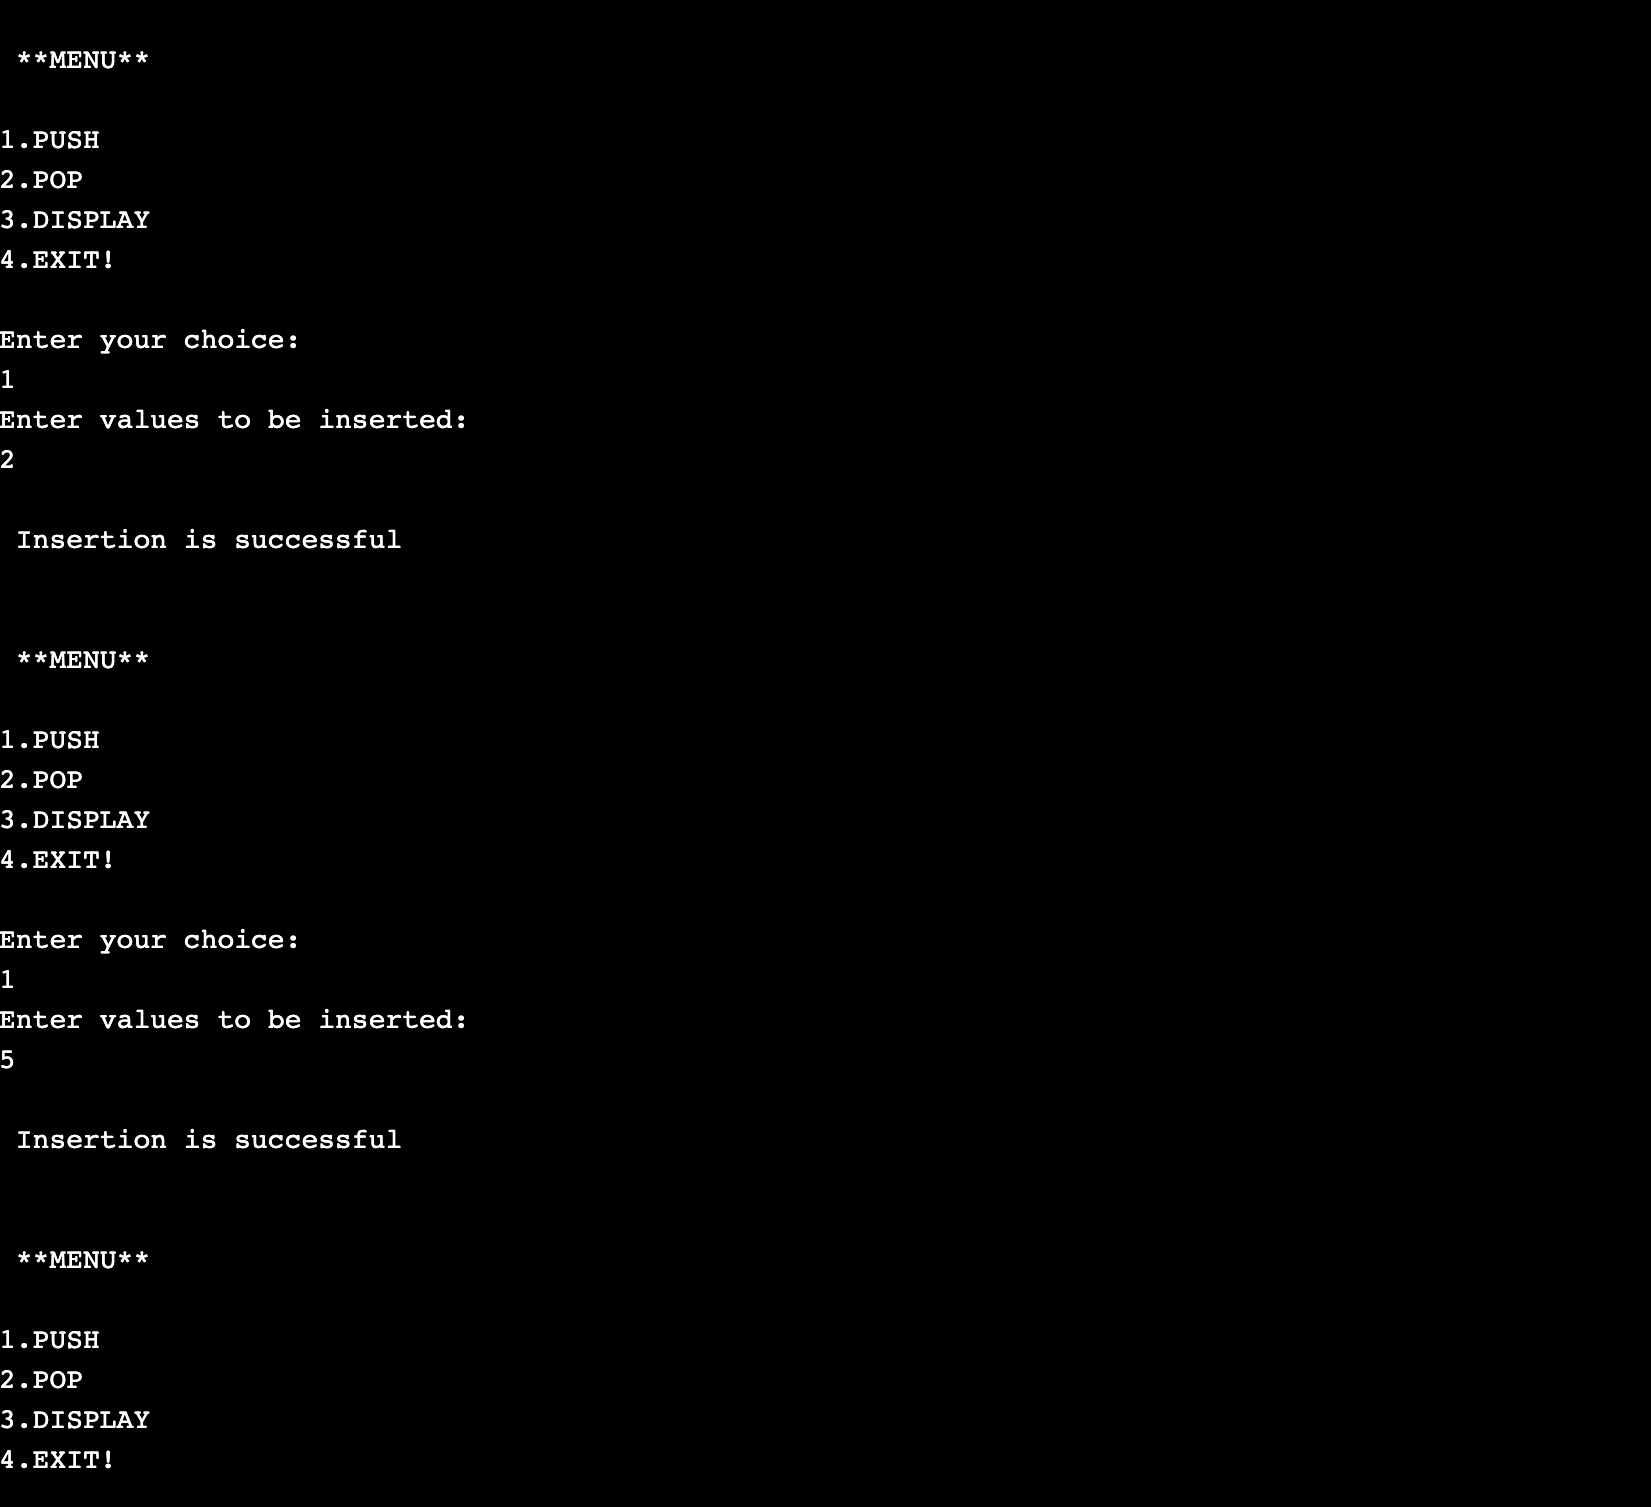 **MENU**
1.PUSH
2.POP
3.DISPLAY
4.EXIT!
Enter your choice:
1
Enter values to be inserted:
2
Insertion is successful
**MENU**
1.PUSH
2.POP
3.DISPLAY
4.EXIT!
Enter your choice:
1
Enter values to be inserted:
5
Insertion is successful
**MENU**
1.PUSH
2.POP
3.DISPLAY
4.EXIT!